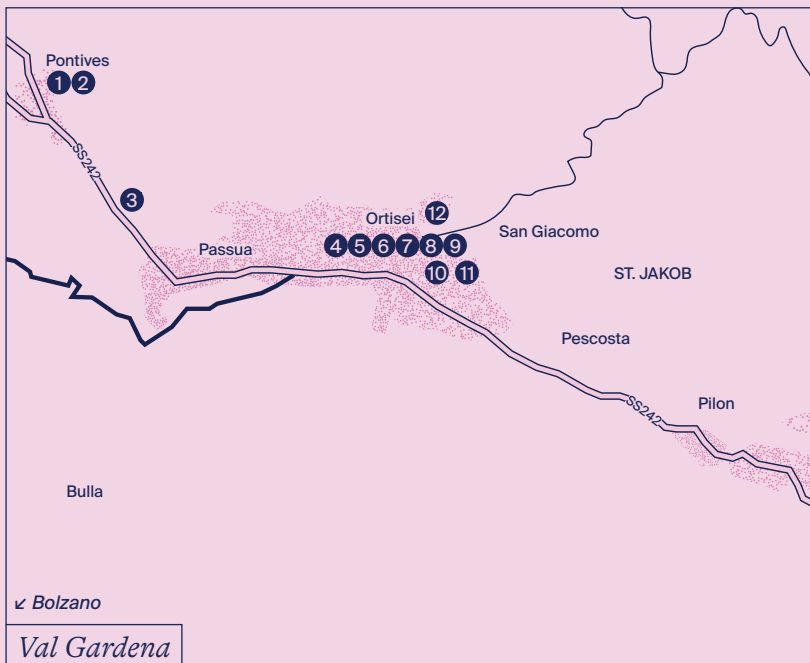 Pontives
1 2
SS242
3
12
Ortisei
San Giacomo
Passua
4 5 6 7 8 9
10 11
ST. JAKOB
Pescosta
Pilon
SS242
Bulla
↙ Bolzano
Val Gardena